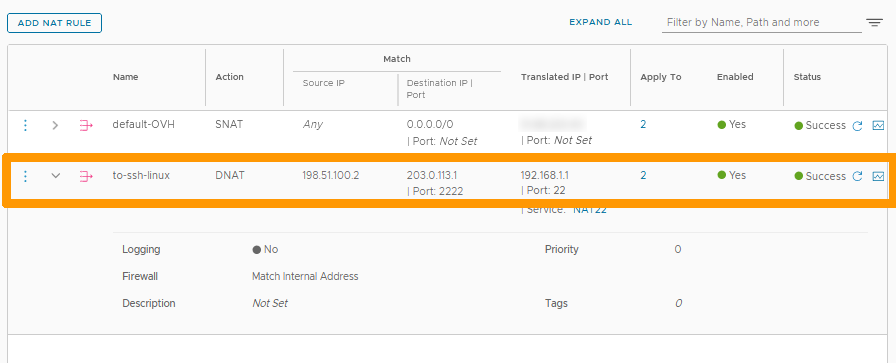 ADD NAT RULE
EXPAND ALL
Filter by Name, Path and more
Match
Name Action Source IP Destination IP | Port Translated IP | Port Apply To Enabled Status
default-OVH SNAT Any 0.0.0.0/0 2 Yes Success
| Port: Not Set | Port: Not Set
to-ssh-linux DNAT 198.51.100.2 203.0.113.1 192.168.1.1 2 Yes Success
| Port: 2222 | Port: 22
| Service: NAT22
Logging No Priority 0
Firewall Match Internal Address
Description Not Set Tags 0